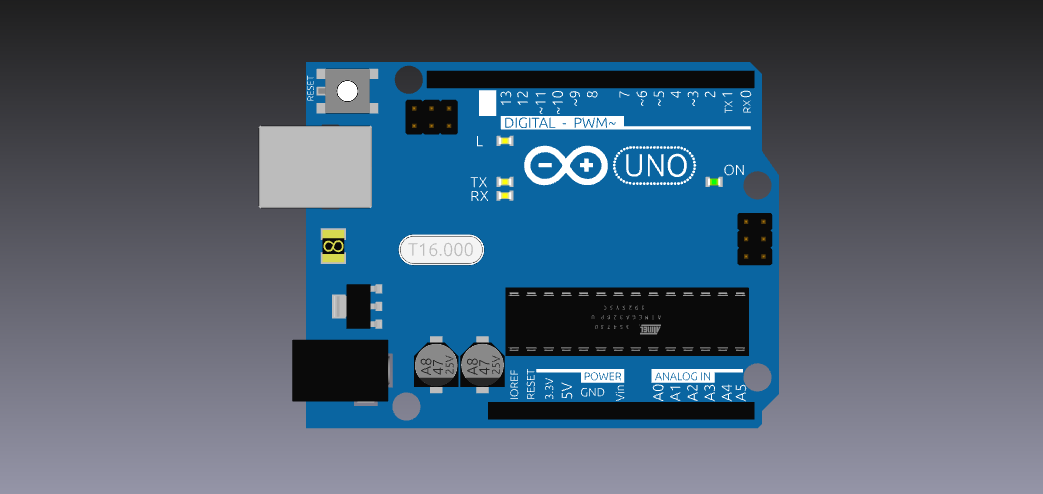 RESET
13
12
~11
~10
~9
8
7
~6
~5
4
~3
2
TX 1
RX 0
DIGITAL - PWM~
L
UNO
TX
RX
ON
8
T16.000
A8
47
25V
A8
47
25V
IOREF
RESET
3.3V
5V
POWER
GND
Vin
ANALOG IN
A0
A1
A2
A3
A4
A5